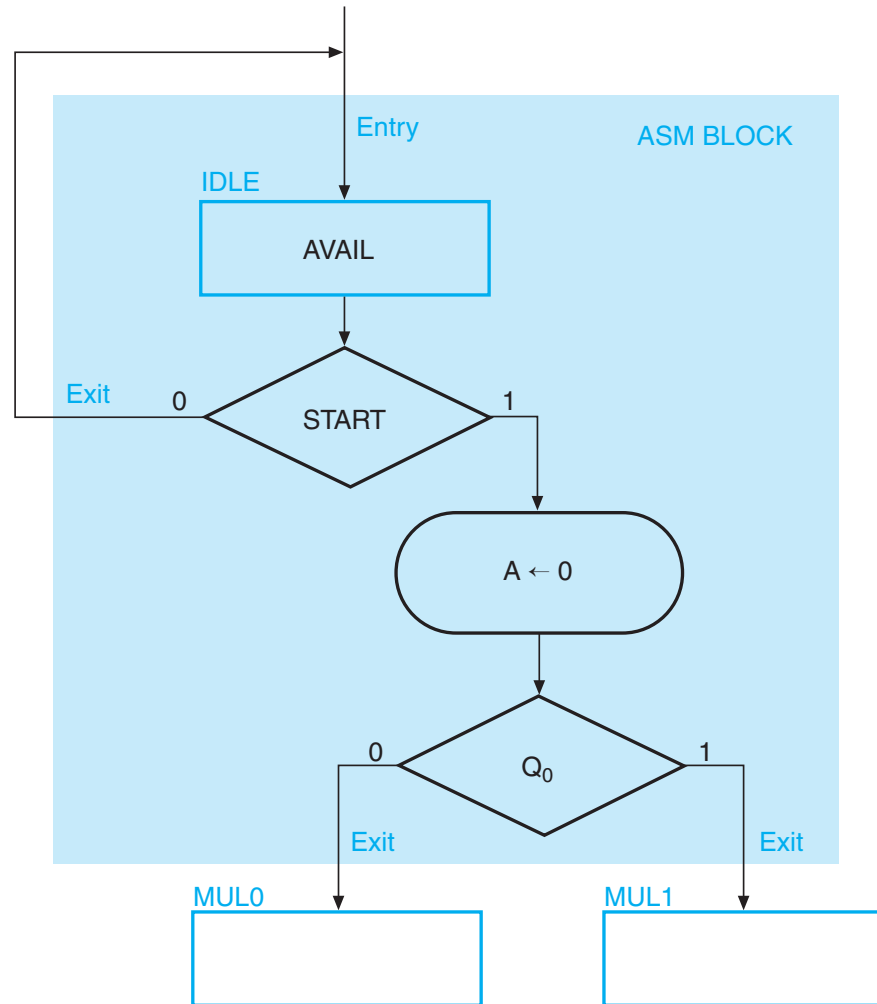 Entry
ASM BLOCK
IDLE
AVAIL
Exit
0
START
1
A ← 0
0
Q₀
1
Exit
Exit
MUL0
MUL1